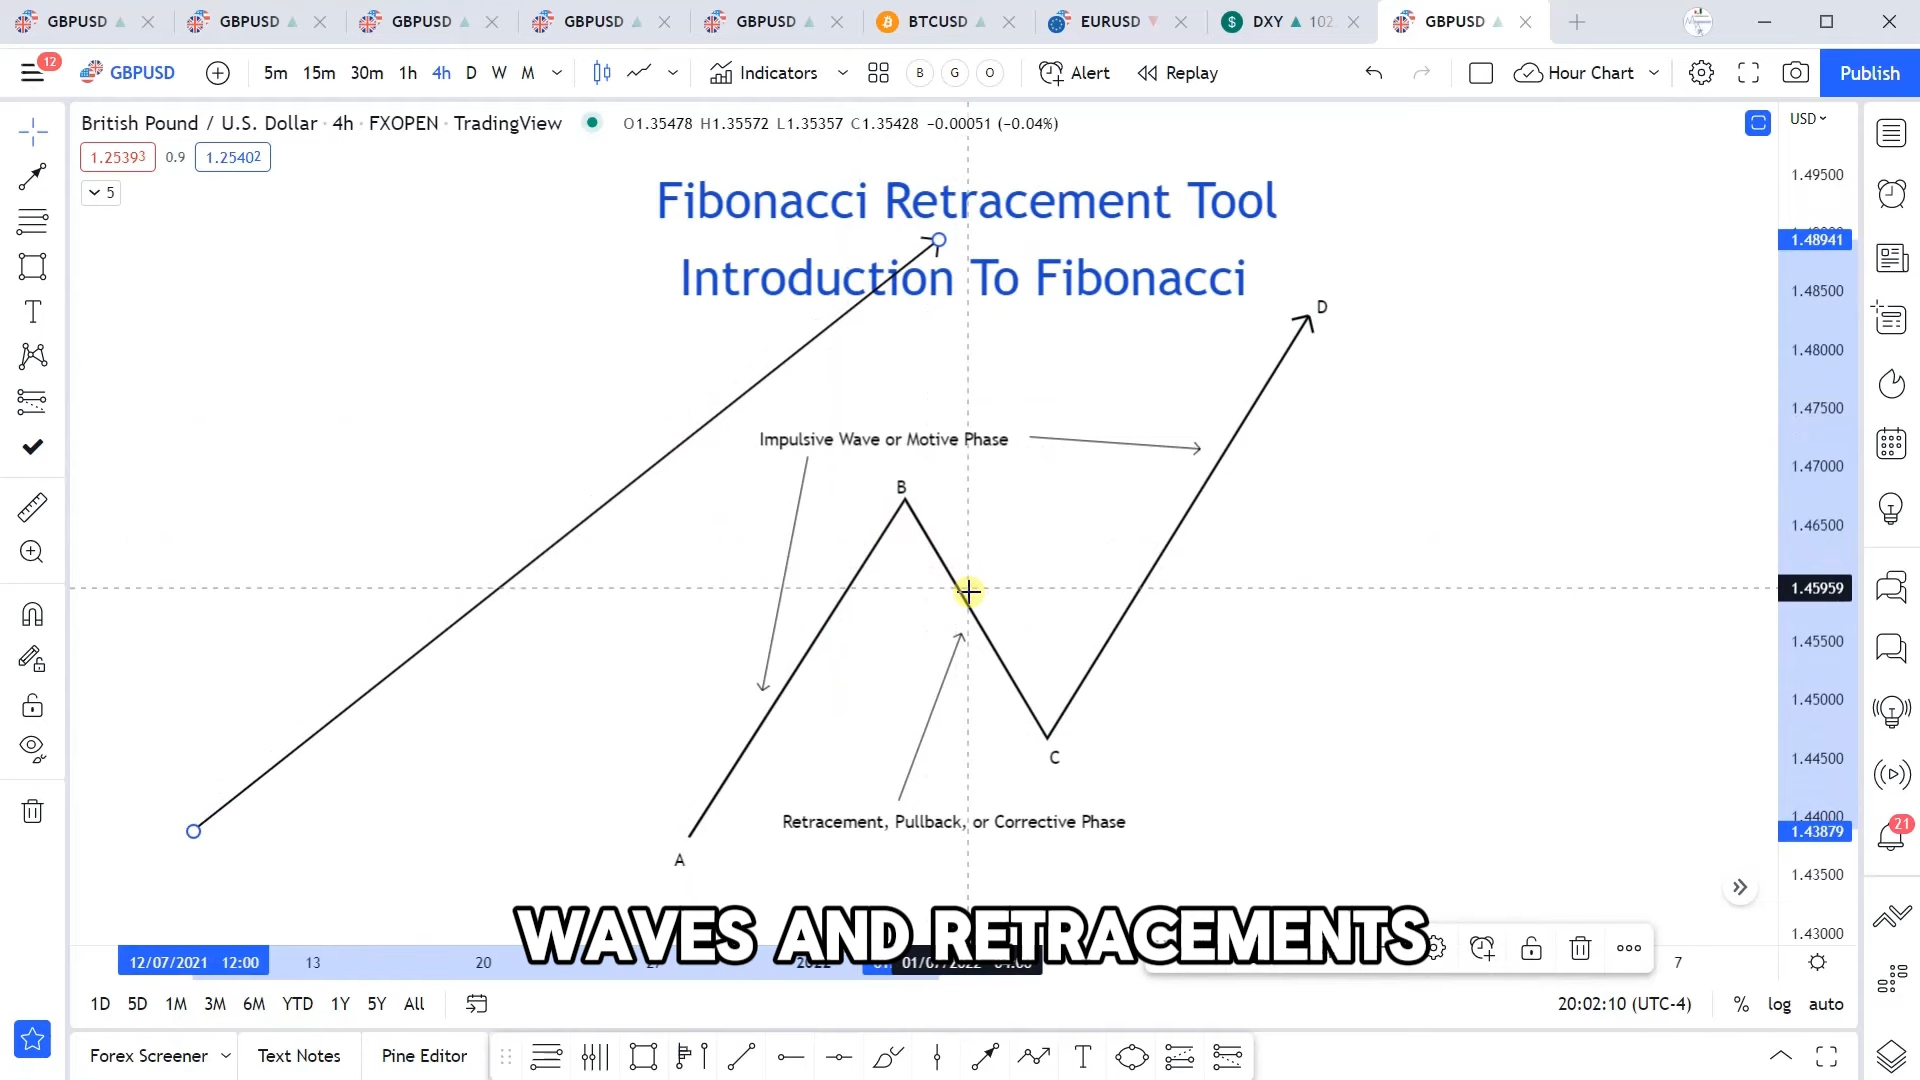 GBPUSD GBPUSD GBPUSD GBPUSD GBPUSD BTCUSD EURUSD DXY 102 GBPUSD
12 GBPUSD 5m 15m 30m 1h 4h D W M Indicators B G O Alert Replay Hour Chart Publish
British Pound / U.S. Dollar · 4h · FXOPEN · TradingView O1.35478 H1.35572 L1.35357 C1.35428 −0.00051 (−0.04%) USD
1.25393 0.9 1.25402
5
Fibonacci Retracement Tool
Introduction To Fibonacci
D
Impulsive Wave or Motive Phase
B
C
Retracement, Pullback, or Corrective Phase
A
1.49500
1.48941
1.48500
1.48000
1.47500
1.47000
1.46500
1.45959
1.45500
1.45000
1.44500
1.44000
1.43879
1.43500
1.43000
21
WAVES AND RETRACEMENTS
12/07/2021 12:00 13 20 7
1D 5D 1M 3M 6M YTD 1Y 5Y All 20:02:10 (UTC-4) % log auto
Forex Screener Text Notes Pine Editor T